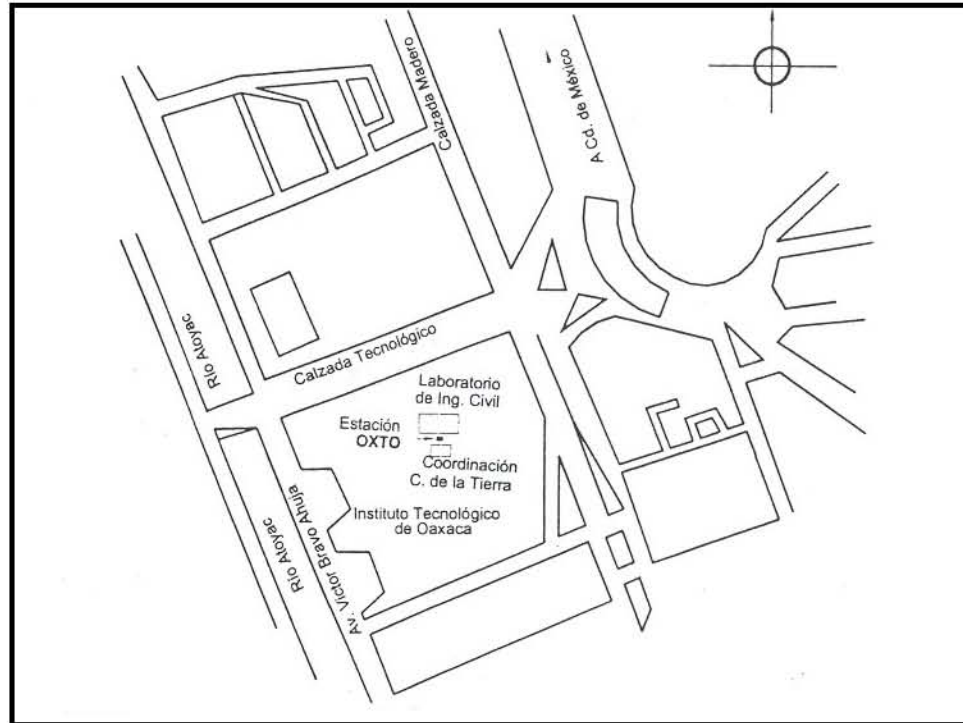 Calzada Madero
A Cd. de México
Río Atoyac
Calzada Tecnológico
Laboratorio
de Ing. Civil
Estación
OXTO
Coordinación
C. de la Tierra
Instituto Tecnológico
de Oaxaca
Río Atoyac
Av. Victor Bravo Ahuja